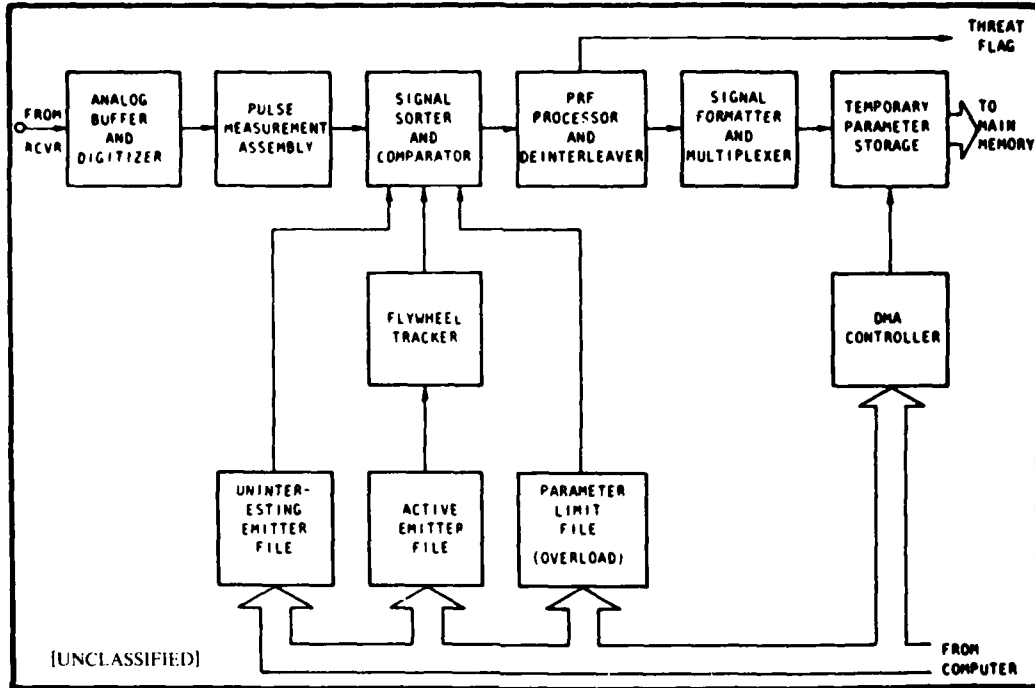 THREAT
FLAG
FROM
RCVR
ANALOG
BUFFER
AND
DIGITIZER
PULSE
MEASUREMENT
ASSEMBLY
SIGNAL
SORTER
AND
COMPARATOR
PRF
PROCESSOR
AND
DEINTERLEAVER
SIGNAL
FORMATTER
AND
MULTIPLEXER
TEMPORARY
PARAMETER
STORAGE
TO
MAIN
MEMORY
FLYWHEEL
TRACKER
DMA
CONTROLLER
UNINTER-
ESTING
EMITTER
FILE
ACTIVE
EMITTER
FILE
PARAMETER
LIMIT
FILE
(OVERLOAD)
[UNCLASSIFIED]
FROM
COMPUTER